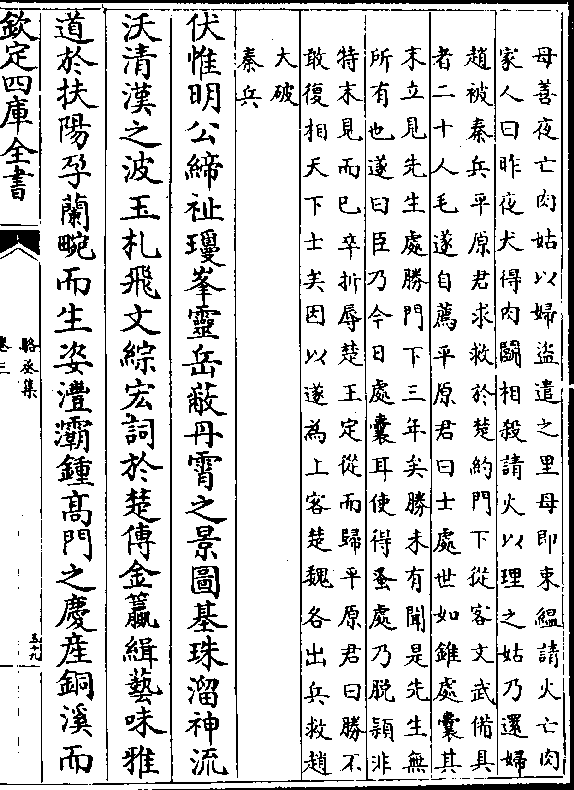 母善夜亡肉姑以婦盜遣之里母即束緼請火亡肉
家人曰昨夜犬得肉鬬相殺請火以理之姑乃還婦
趙被秦兵平原君求救於楚約門下從客文武備具
者二十人毛遂自薦平原君曰士處世如錐處囊其
末立見先生處勝門下三年矣勝未有聞是先生無
所有也遂曰臣乃今日處囊耳使得蚤處乃脱頴非
特末見而已卒折辱楚王定從而歸平原君曰勝不
敢復相天下士矣因以遂為上客楚魏各出兵救趙
大破
秦兵
伏惟明公締祉瓊峯靈岳敝丹霄之景圖基珠溜神流
沃清漢之波玉札飛文綜宏詞於楚傳金籯緝藝味雅
道於扶陽孕蘭畹而生姿灃灞鍾髙門之慶産銅溪而
欽定四庫全書
駱丞集
卷三
五十九